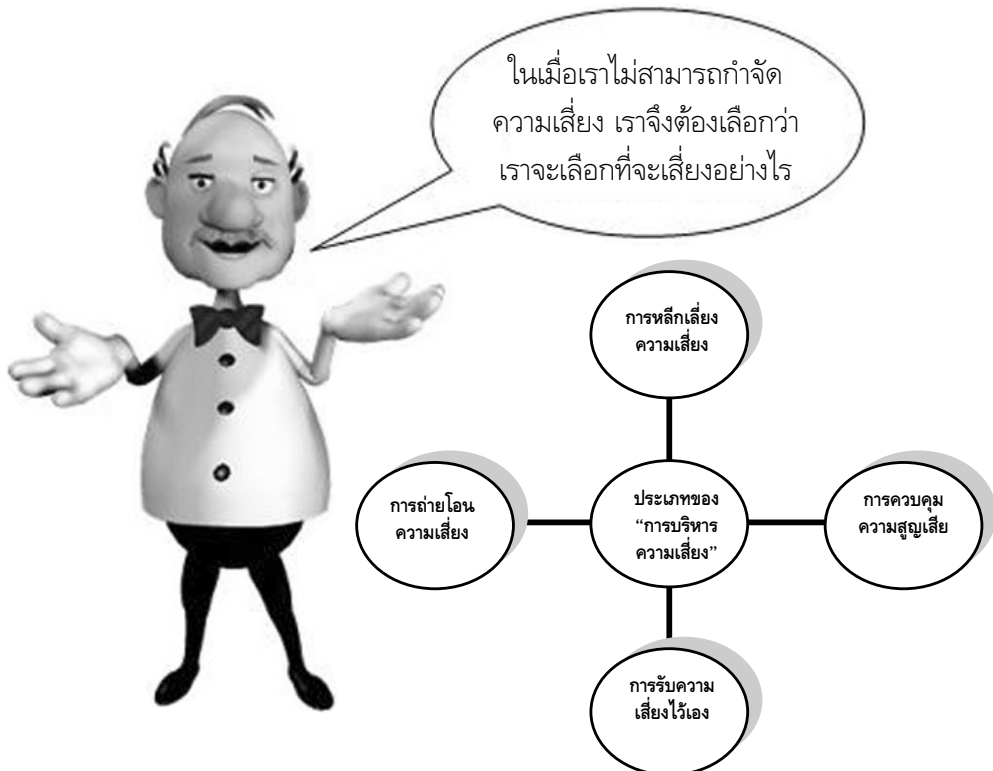 ในเมื่อเราไม่สามารถกำจัด
ความเสี่ยง เราจึงต้องเลือกว่า
เราจะเลือกที่จะเสี่ยงอย่างไร
การหลีกเลี่ยง
ความเสี่ยง
การถ่ายโอน
ความเสี่ยง
ประเภทของ
“การบริหาร
ความเสี่ยง”
การควบคุม
ความสูญเสีย
การรับความ
เสี่ยงไว้เอง